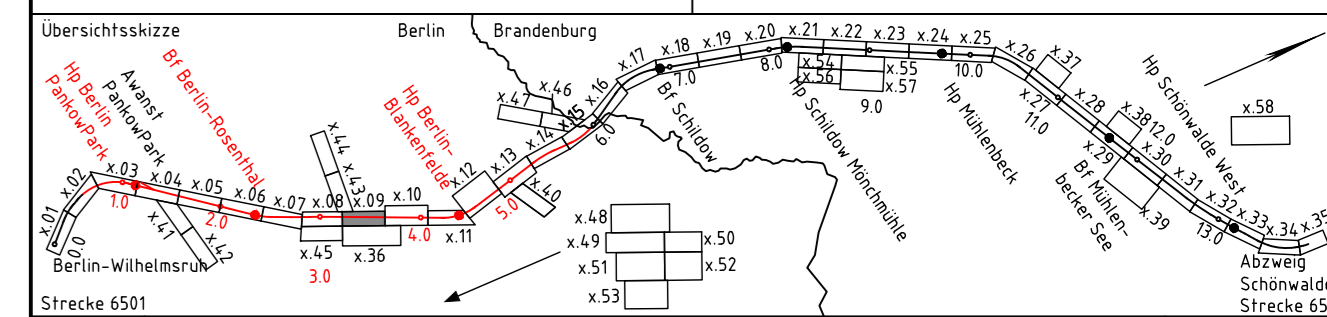 Übersichtsskizze
Berlin
Brandenburg
x.01
x.02
x.03
x.04
x.05
x.06
x.07
x.08
x.09
x.10
x.11
x.12
x.13
x.14
x.15
x.16
x.17
x.18
x.19
x.20
x.21
x.22
x.23
x.24
x.25
x.26
x.27
x.28
x.29
x.30
x.31
x.32
x.33
x.34
x.35
x.36
x.37
x.38
x.39
x.40
x.41
x.42
x.43
x.44
x.45
x.46
x.47
x.48
x.49
x.50
x.51
x.52
x.53
x.54
x.55
x.56
x.57
x.58
0.0
1.0
2.0
3.0
4.0
5.0
6.0
7.0
8.0
9.0
10.0
11.0
12.0
13.0
Berlin-Wilhelmsruh
Hp Berlin
PankowPark
Awanst
PankowPark
Bf Berlin-Rosenthal
Hp Berlin-
Blankenfelde
Bf Schildow
Hp Schildow Mönchmühle
Hp Mühlenbeck
Bf Mühlen-
becker See
Hp Schönwalde West
Abzweig
Schönwalde
Strecke 65
Strecke 6501